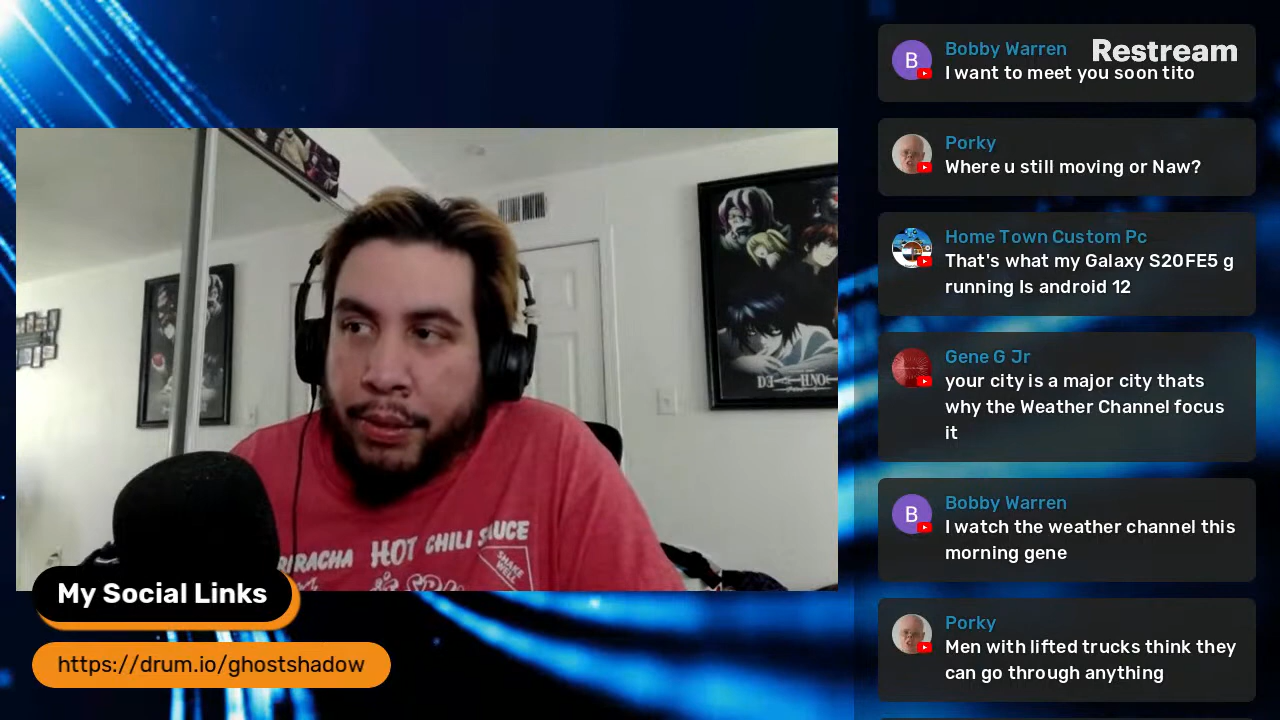 Restream
B
Bobby Warren
I want to meet you soon tito
Porky
Where u still moving or Naw?
Home Town Custom Pc
That's what my Galaxy S20FE5 g
running Is android 12
Gene G Jr
your city is a major city thats
why the Weather Channel focus
it
B
Bobby Warren
I watch the weather channel this
morning gene
Porky
Men with lifted trucks think they
can go through anything
HOT CHILI SAUCE
SHAKE
WELL
My Social Links
https://drum.io/ghostshadow